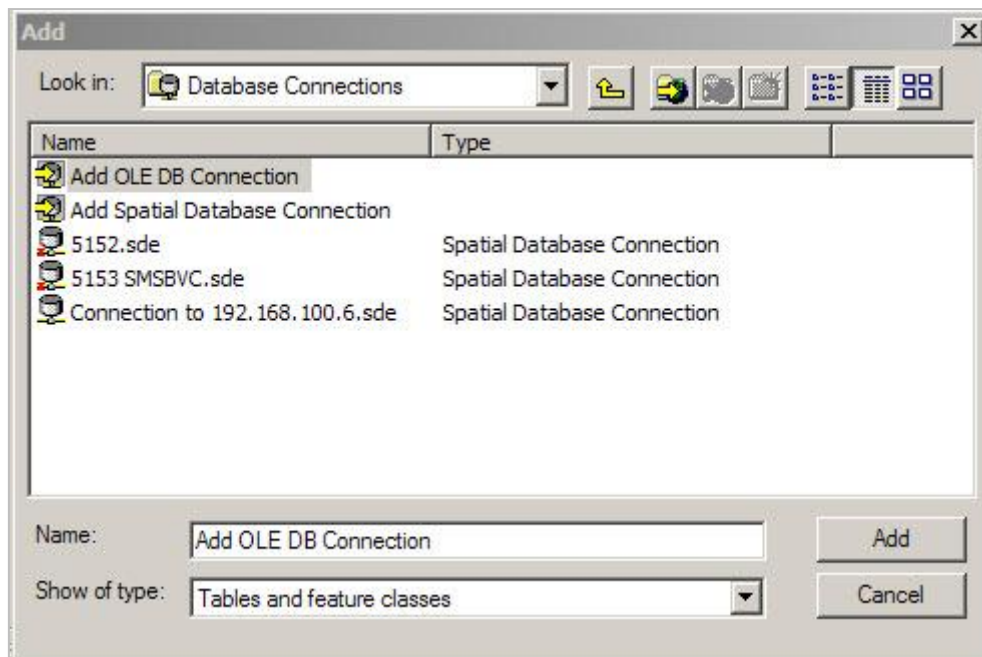 Add
Look in: Database Connections
Name Type
Add OLE DB Connection
Add Spatial Database Connection
5152.sde Spatial Database Connection
5153 SMSBVC.sde Spatial Database Connection
Connection to 192.168.100.6.sde Spatial Database Connection
Name: Add OLE DB Connection Add
Show of type: Tables and feature classes Cancel